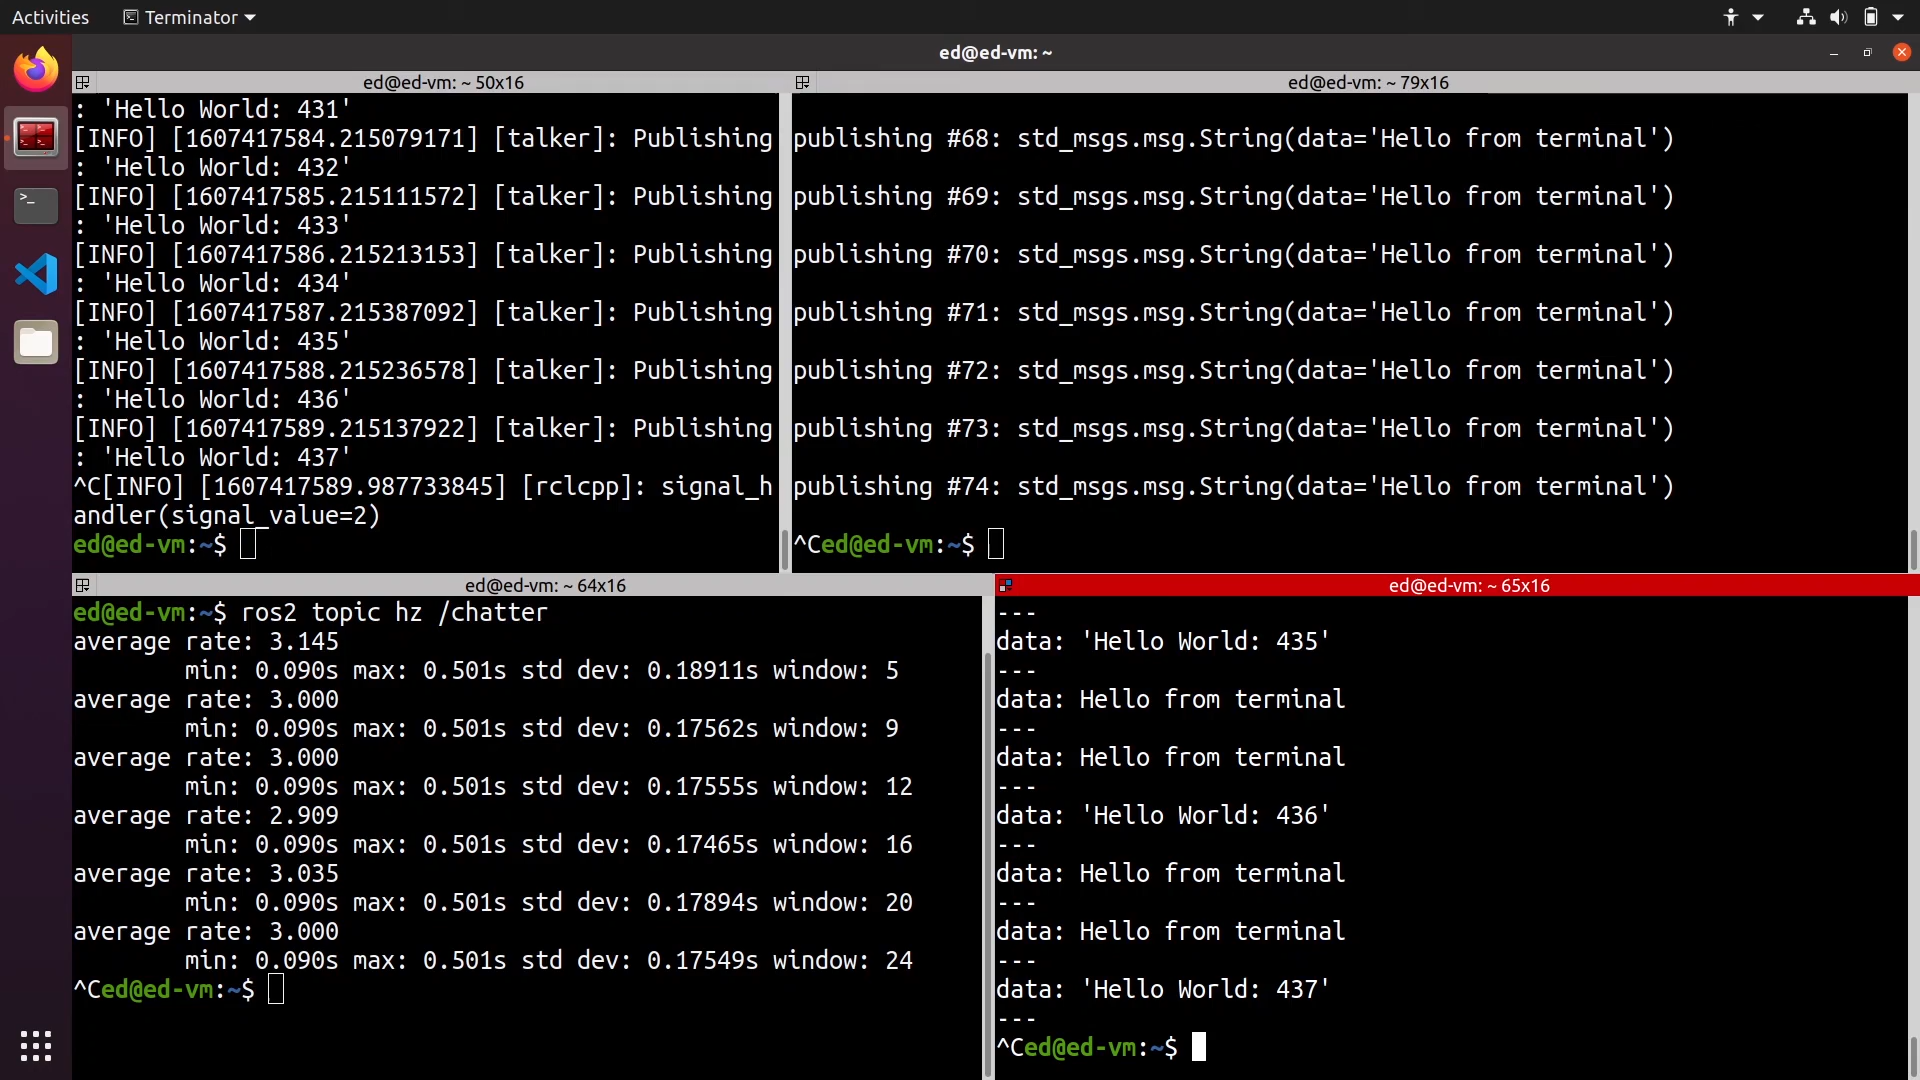 Activities
Terminator
ed@ed-vm: ~
ed@ed-vm: ~ 50x16
: 'Hello World: 431'
[INFO] [1607417584.215079171] [talker]: Publishing
: 'Hello World: 432'
[INFO] [1607417585.215111572] [talker]: Publishing
: 'Hello World: 433'
[INFO] [1607417586.215213153] [talker]: Publishing
: 'Hello World: 434'
[INFO] [1607417587.215387092] [talker]: Publishing
: 'Hello World: 435'
[INFO] [1607417588.215236578] [talker]: Publishing
: 'Hello World: 436'
[INFO] [1607417589.215137922] [talker]: Publishing
: 'Hello World: 437'
^C[INFO] [1607417589.987733845] [rclcpp]: signal_h
andler(signal_value=2)
ed@ed-vm:~$
ed@ed-vm: ~ 79x16
publishing #68: std_msgs.msg.String(data='Hello from terminal')
publishing #69: std_msgs.msg.String(data='Hello from terminal')
publishing #70: std_msgs.msg.String(data='Hello from terminal')
publishing #71: std_msgs.msg.String(data='Hello from terminal')
publishing #72: std_msgs.msg.String(data='Hello from terminal')
publishing #73: std_msgs.msg.String(data='Hello from terminal')
publishing #74: std_msgs.msg.String(data='Hello from terminal')
^Ced@ed-vm:~$
ed@ed-vm: ~ 64x16
ed@ed-vm:~$ ros2 topic hz /chatter
average rate: 3.145
min: 0.090s max: 0.501s std dev: 0.18911s window: 5
average rate: 3.000
min: 0.090s max: 0.501s std dev: 0.17562s window: 9
average rate: 3.000
min: 0.090s max: 0.501s std dev: 0.17555s window: 12
average rate: 2.909
min: 0.090s max: 0.501s std dev: 0.17465s window: 16
average rate: 3.035
min: 0.090s max: 0.501s std dev: 0.17894s window: 20
average rate: 3.000
min: 0.090s max: 0.501s std dev: 0.17549s window: 24
^Ced@ed-vm:~$
ed@ed-vm: ~ 65x16
---
data: 'Hello World: 435'
---
data: Hello from terminal
---
data: Hello from terminal
---
data: 'Hello World: 436'
---
data: Hello from terminal
---
data: Hello from terminal
---
data: 'Hello World: 437'
---
^Ced@ed-vm:~$